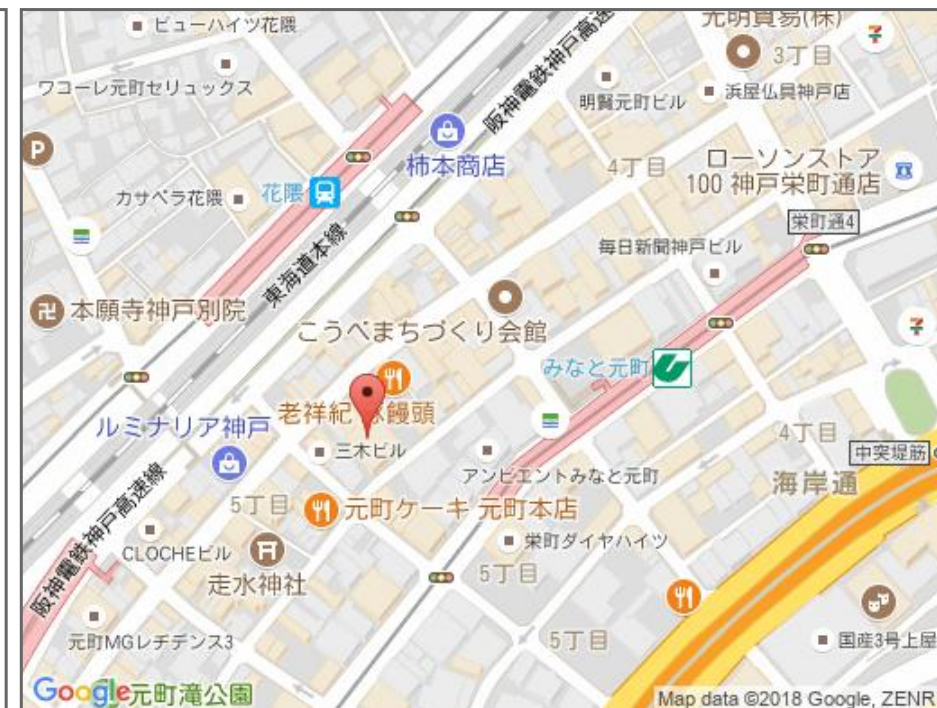 ビューハイツ花隈
ワコーレ元町セリュックス
阪神電鉄神戸高速
光明貿易(株)
3丁目
明賢元町ビル
浜屋仏具神戸店
P
柿本商店
4丁目
ローソンストア
100 神戸栄町通店
カサベラ花隈
花隈
栄町通4
東海道本線
毎日新聞神戸ビル
本願寺神戸別院
こうべまちづくり会館
みなと元町
老祥紀
饅頭
ルミナリア神戸
三木ビル
アンビエントみなと元町
4丁目
中突堤筋
海岸通
5丁目
元町ケーキ 元町本店
阪神電鉄神戸高速線
CLOCHEビル
栄町ダイヤハイツ
走水神社
5丁目
元町MGレヂデンス3
5丁目
国産3号上屋
Google
元町滝公園
Map data ©2018 Google, ZENR